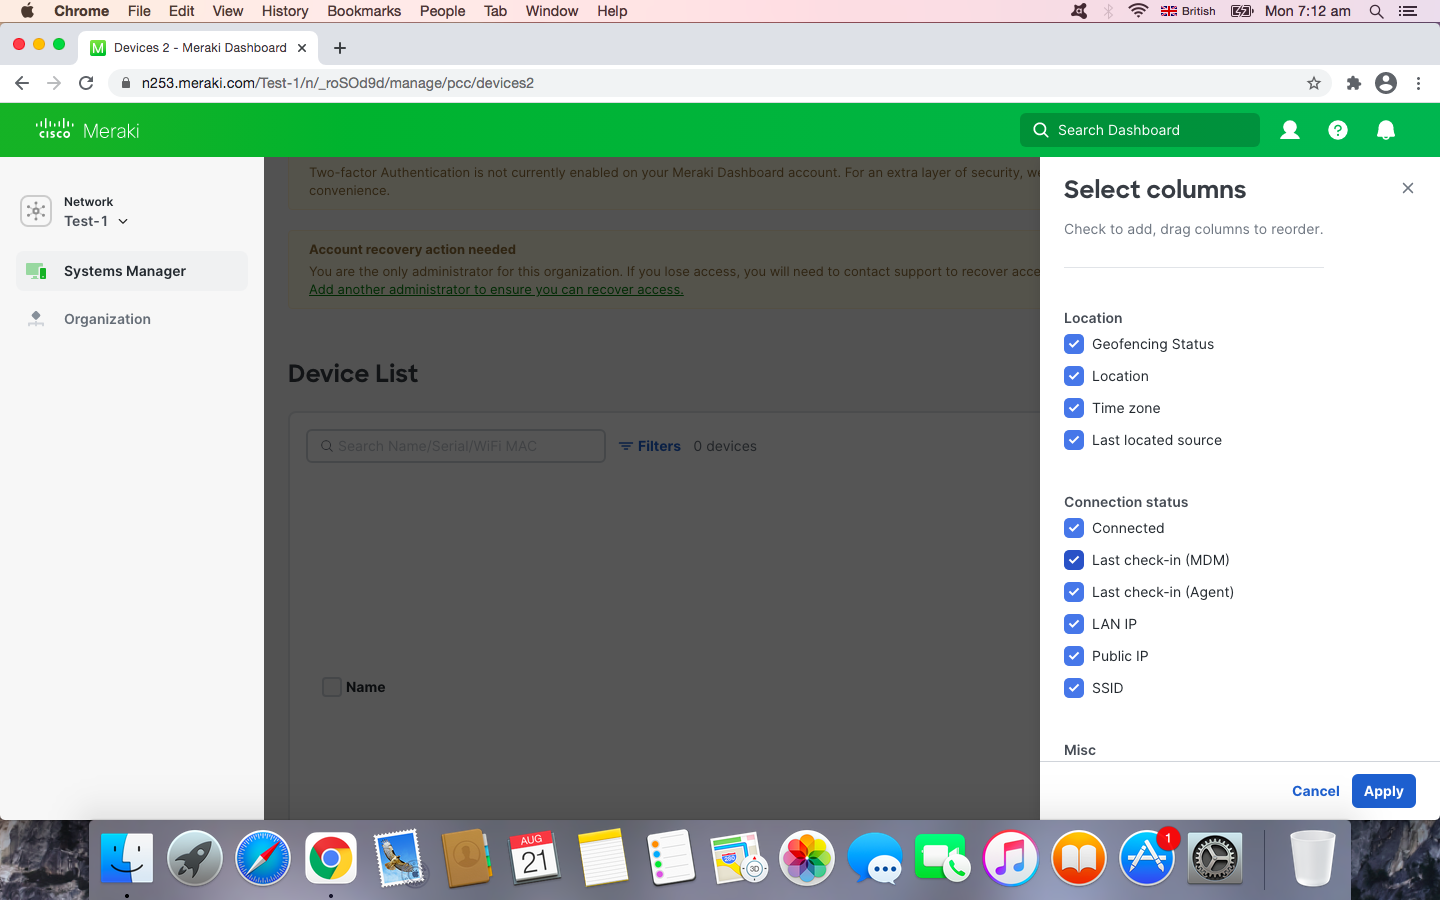 Chrome File Edit View History Bookmarks People Tab Window Help British Mon 7:12 am
M Devices 2 - Meraki Dashboard
n253.meraki.com/Test-1/n/_roSOd9d/manage/pcc/devices2
cisco Meraki
Search Dashboard
Network
Test-1
Systems Manager
Organization
Two-factor Authentication is not currently enabled on your Meraki Dashboard account. For an extra layer of security, we
convenience.
Account recovery action needed
You are the only administrator for this organization. If you lose access, you will need to contact support to recover acce
Add another administrator to ensure you can recover access.
Device List
Search Name/Serial/WiFi MAC
Filters
0 devices
Name
Select columns
Check to add, drag columns to reorder.
Location
Geofencing Status
Location
Time zone
Last located source
Connection status
Connected
Last check-in (MDM)
Last check-in (Agent)
LAN IP
Public IP
SSID
Misc
Cancel
Apply
AUG
21
280
3D
1